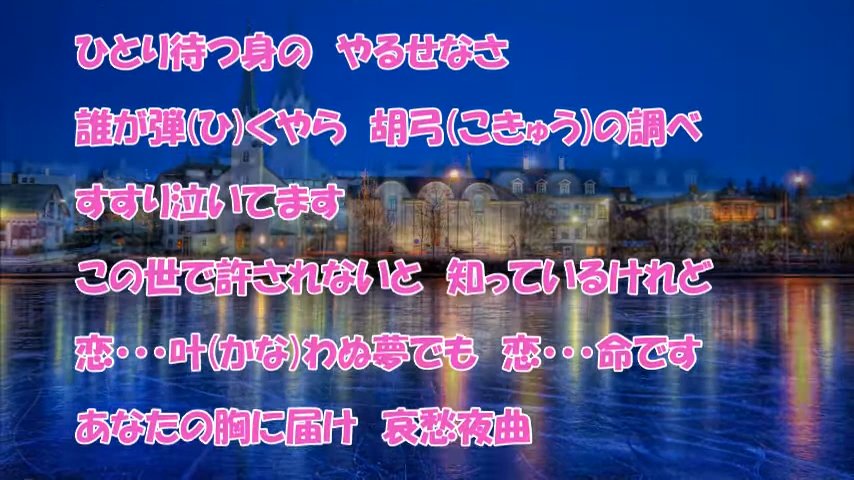 ひとり待つ身の　やるせなさ
誰が弾(ひ)くやら　胡弓(こきゅう)の調べ
すすり泣いてます
この世で許されないと　知っているけれど
恋･･･叶(かな)わぬ夢でも　恋･･･命です
あなたの胸に届け　哀愁夜曲